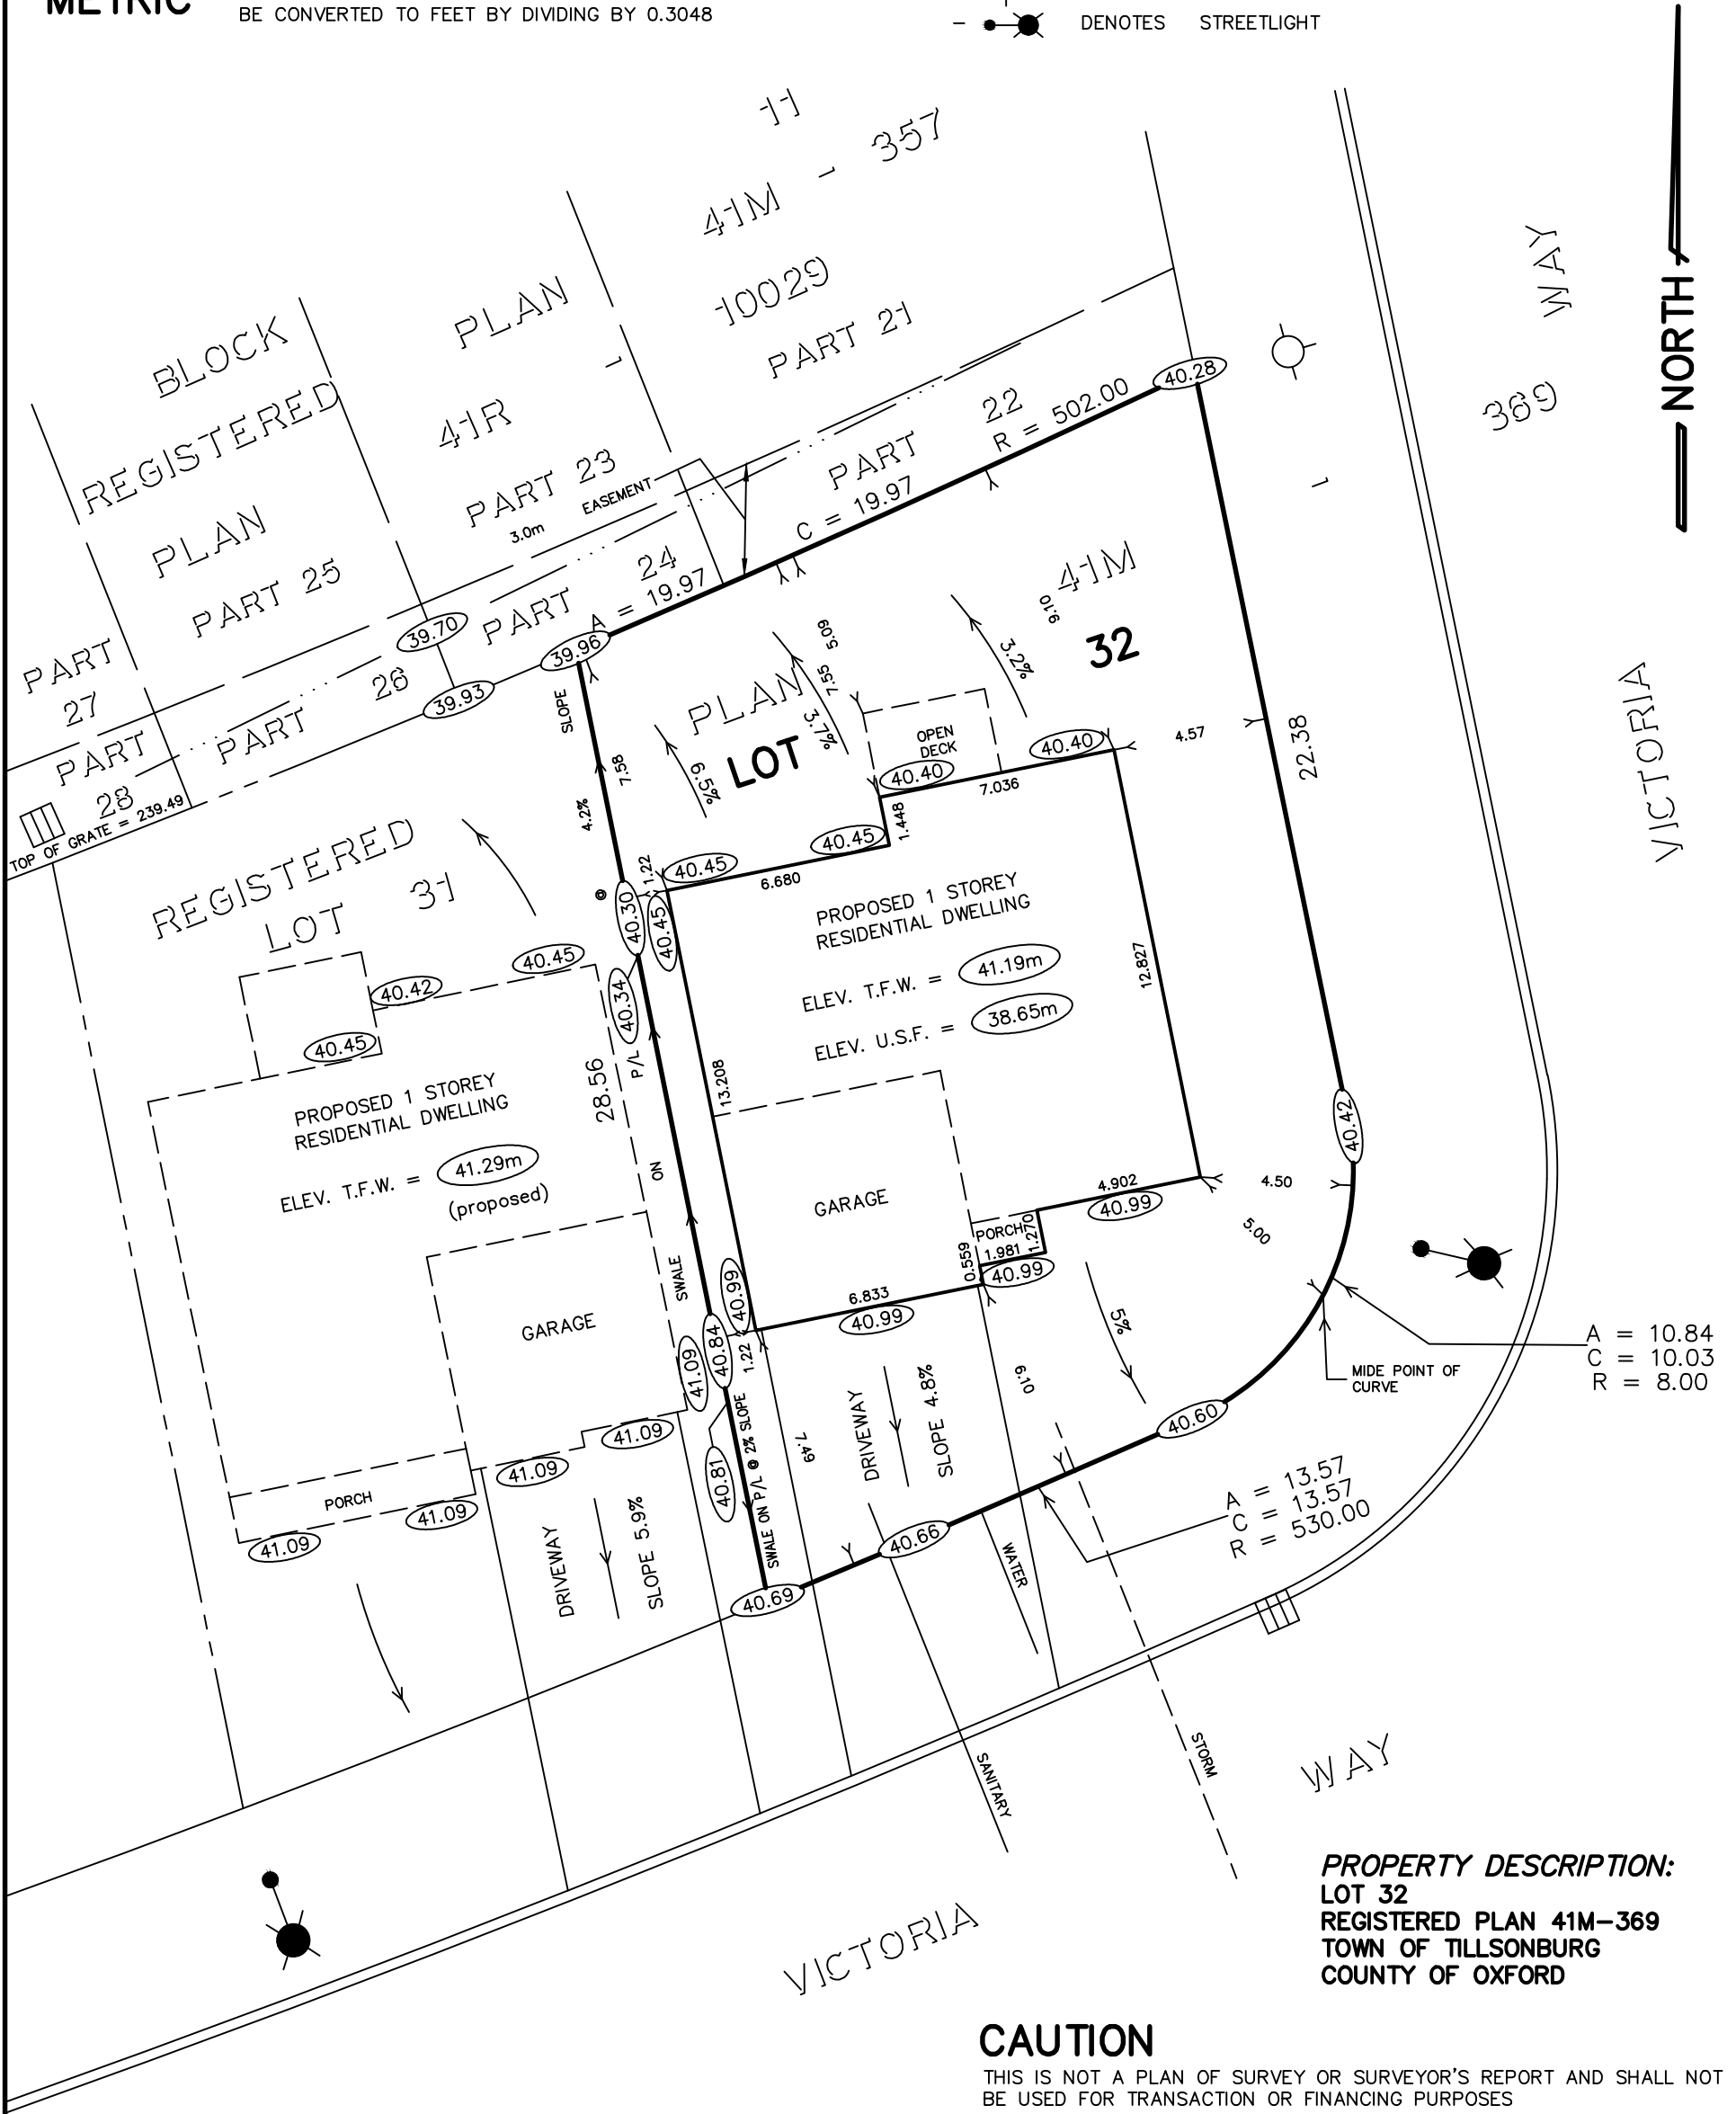 METRIC
BE CONVERTED TO FEET BY DIVIDING BY 0.3048
DENOTES STREETLIGHT
NORTH
BLOCK 11
REGISTERED PLAN 41M - 357
PLAN 41R - 10029
PART 21
PART 22
PART 23
PART 24
PART 25
PART 26
PART 27
PART 28
3.0m EASEMENT
TOP OF GRATE = 239.49
R = 502.00
C = 19.97
A = 19.97
40.28
39.96
39.70
39.93
WAY
369
-
VICTORIA
REGISTERED PLAN 41M
LOT 32
LOT 31
9.10
3.2%
5.09
7.55
3.7%
6.5%
SLOPE
7.58
4.2%
@
OPEN
DECK
40.40
40.40
7.036
4.57
22.38
1.448
40.45
40.45
6.680
1.22
40.30
40.45
40.34
P/L
28.56
ON
SWALE
PROPOSED 1 STOREY
RESIDENTIAL DWELLING
ELEV. T.F.W. = 41.19m
ELEV. U.S.F. = 38.65m
12.827
13.208
GARAGE
40.42
4.902
40.99
4.50
5.00
PORCH
1.270
1.981
0.559
40.99
6.833
40.99
40.99
40.84
1.22
5%
6.10
40.45
40.42
40.45
PROPOSED 1 STOREY
RESIDENTIAL DWELLING
ELEV. T.F.W. = 41.29m
(proposed)
GARAGE
41.09
41.09
41.09
41.09
41.09
PORCH
40.81
SWALE ON P/L @ 2% SLOPE
7.49
DRIVEWAY
SLOPE 4.8%
DRIVEWAY
SLOPE 5.9%
A = 10.84
C = 10.03
R = 8.00
MIDE POINT OF
CURVE
40.60
40.66
40.69
A = 13.57
C = 13.57
R = 530.00
WATER
SANITARY
STORM
VICTORIA WAY
PROPERTY DESCRIPTION:
LOT 32
REGISTERED PLAN 41M-369
TOWN OF TILLSONBURG
COUNTY OF OXFORD
CAUTION
THIS IS NOT A PLAN OF SURVEY OR SURVEYOR'S REPORT AND SHALL NOT
BE USED FOR TRANSACTION OR FINANCING PURPOSES